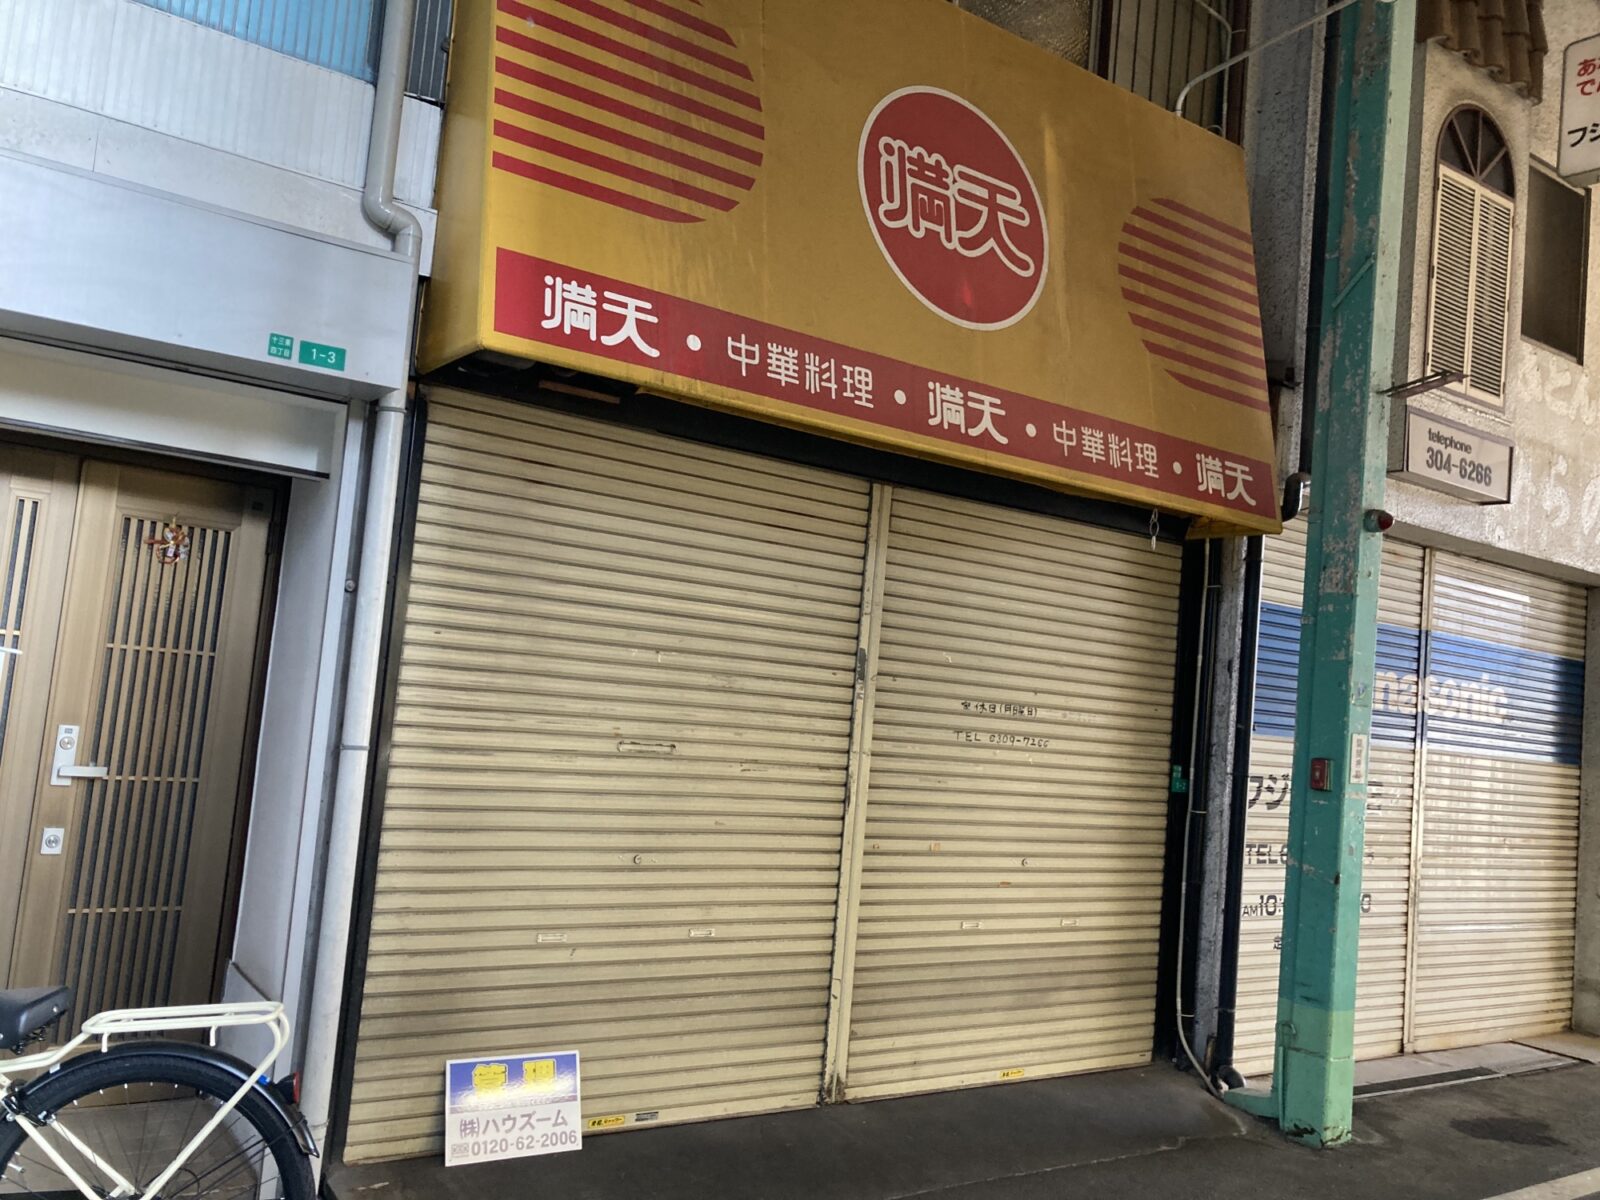 満天
満天・中華料理・満天・中華料理・満天
十三東
四丁目
1-3
telephone
304-6266
定休日(月曜日)
TEL 6309-7266
管理
㈱ハウズーム
0120-62-2006
nasonic
フジ
TEL
AM10: